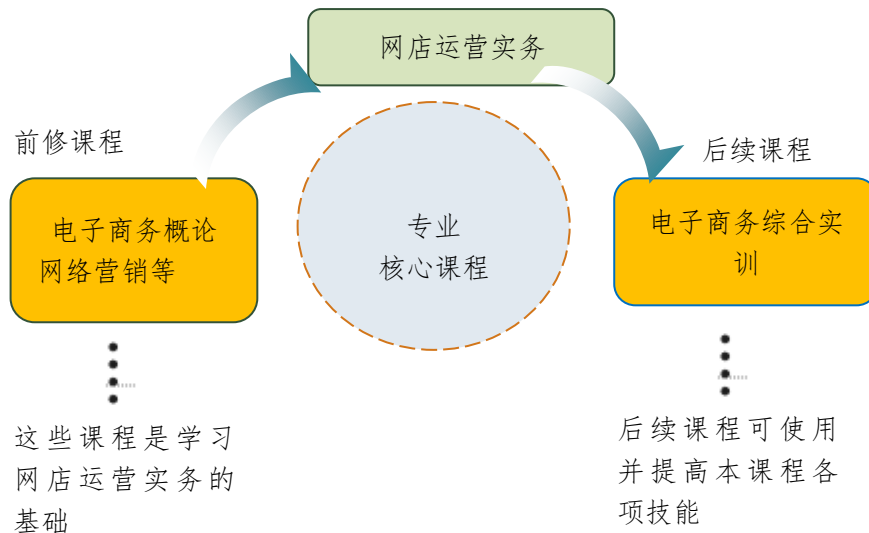 网店运营实务
前修课程
后续课程
电子商务概论
网络营销等
专业
核心课程
电子商务综合实
训
这些课程是学习
网店运营实务的
基础
后续课程可使用
并提高本课程各
项技能